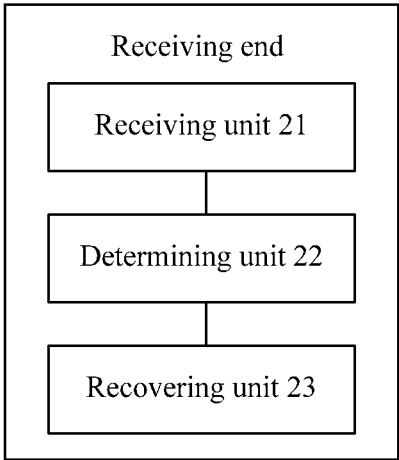 Receiving end
Receiving unit 21
Determining unit 22
Recovering unit 23